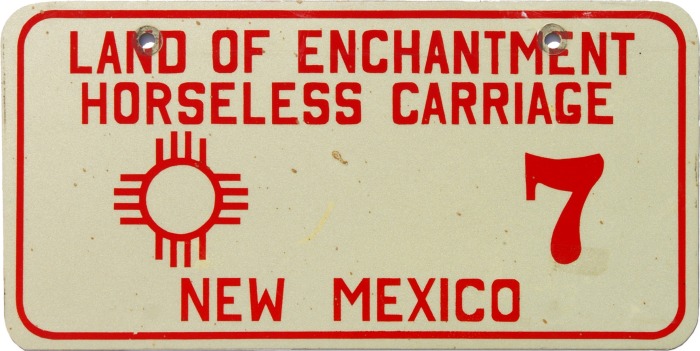 LAND OF ENCHANTMENT
HORSELESS CARRIAGE
7
NEW MEXICO